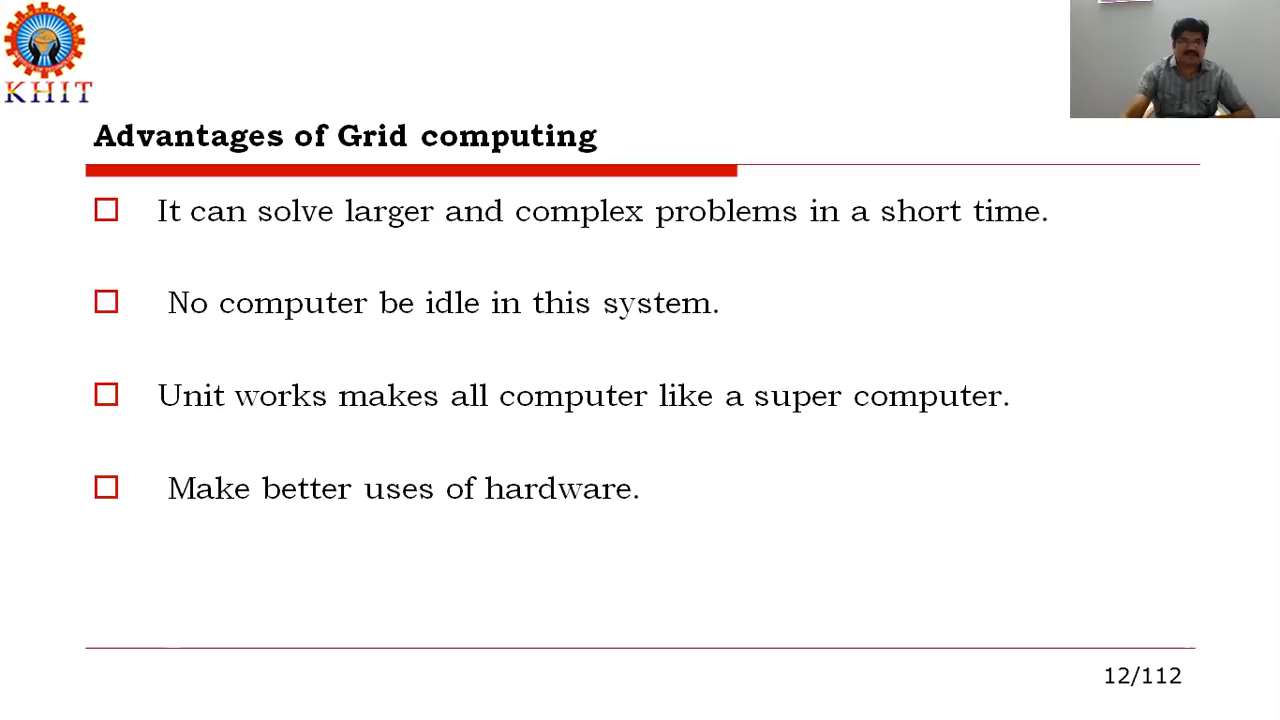 KHIT
Advantages of Grid computing
It can solve larger and complex problems in a short time.
No computer be idle in this system.
Unit works makes all computer like a super computer.
Make better uses of hardware.
12/112